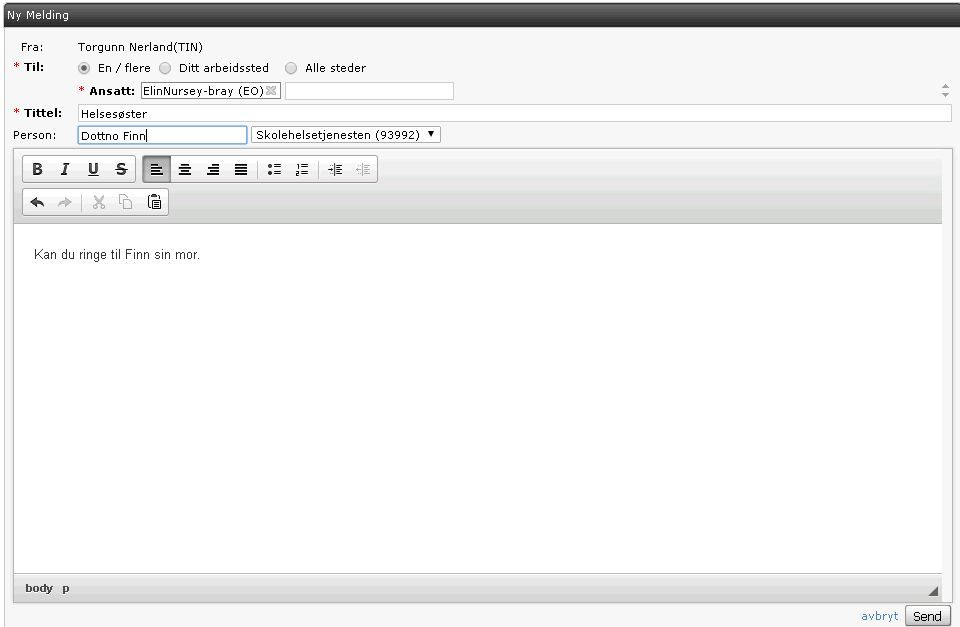 Ny Melding
Fra: Torgunn Nerland(TIN)
* Til: En / flere Ditt arbeidssted Alle steder
* Ansatt: ElinNursey-bray (EO)
* Tittel: Helsesøster
Person: Dottno Finn Skolehelsetjenesten (93992)
B I U S
Kan du ringe til Finn sin mor.
body p
avbryt Send